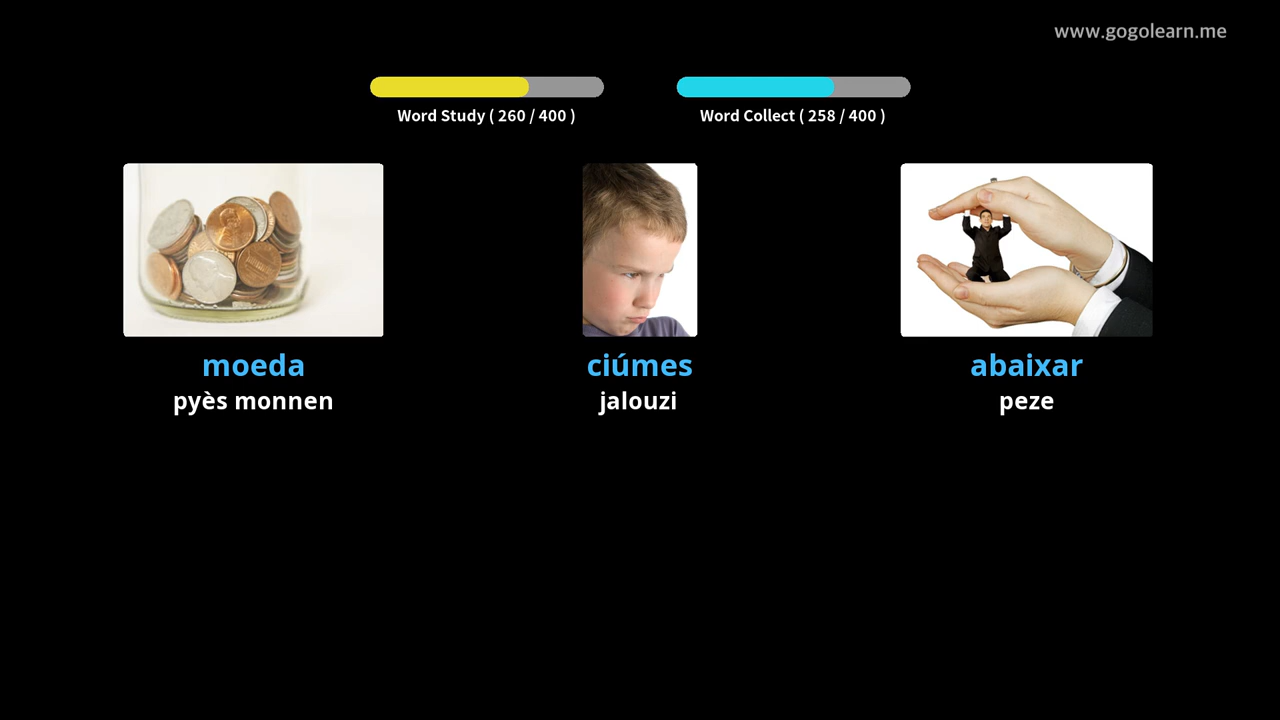 www.gogolearn.me
Word Study ( 260 / 400 )
Word Collect ( 258 / 400 )
moeda
pyès monnen
ciúmes
jalouzi
abaixar
peze